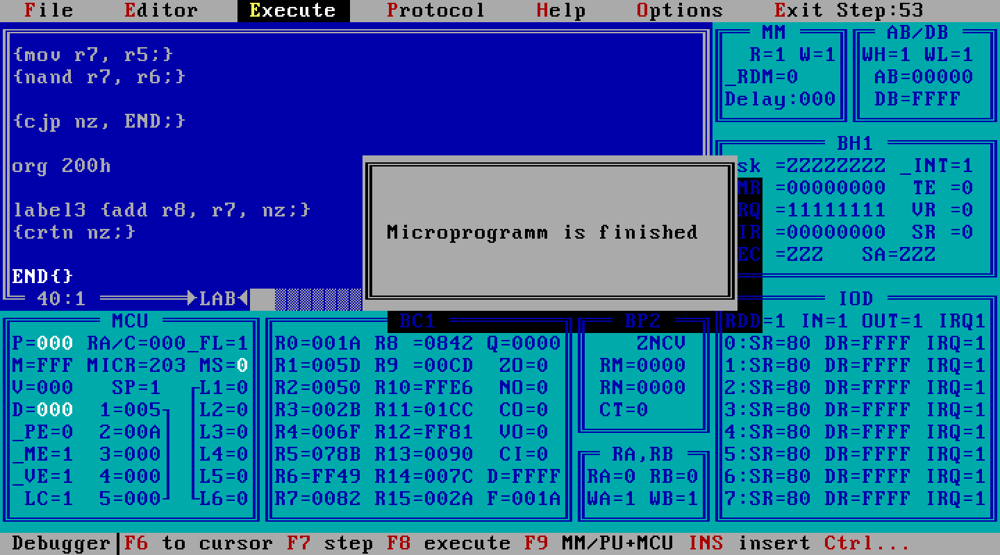 File Editor Execute Protocol Help Options Exit Step:53
{mov r7, r5;}
{nand r7, r6;}
{cjp nz, END;}
org 200h
label3 {add r8, r7, nz;}
{crtn nz;}
END{}
40:1 LAB
Microprogramm is finished
MM
R=1 W=1
_RDM=0
Delay:000
AB/DB
WH=1 WL=1
AB=00000
DB=FFFF
BH1
sk =ZZZZZZZZ _INT=1
MR =00000000 TE =0
RQ =11111111 VR =0
IR =00000000 SR =0
EC =ZZZ SA=ZZZ
MCU
P=000 RA/C=000_FL=1
M=FFF MICR=203 MS=0
V=000 SP=1 L1=0
D=000 1=005 L2=0
_PE=0 2=00A L3=0
_ME=1 3=000 L4=0
_VE=1 4=000 L5=0
LC=1 5=000 L6=0
BC1
R0=001A R8 =0842 Q=0000
R1=005D R9 =00CD ZO=0
R2=0050 R10=FFE6 NO=0
R3=002B R11=01CC CO=0
R4=006F R12=FF81 VO=0
R5=078B R13=0090 CI=0
R6=FF49 R14=007C D=FFFF
R7=0082 R15=002A F=001A
BP2
ZNCV
RM=0000
RN=0000
CT=0
RA,RB
RA=0 RB=0
WA=1 WB=1
IOD
RDD=1 IN=1 OUT=1 IRQ1
0:SR=80 DR=FFFF IRQ=1
1:SR=80 DR=FFFF IRQ=1
2:SR=80 DR=FFFF IRQ=1
3:SR=80 DR=FFFF IRQ=1
4:SR=80 DR=FFFF IRQ=1
5:SR=80 DR=FFFF IRQ=1
6:SR=80 DR=FFFF IRQ=1
7:SR=80 DR=FFFF IRQ=1
Debugger F6 to cursor F7 step F8 execute F9 MM/PU+MCU INS insert Ctrl...